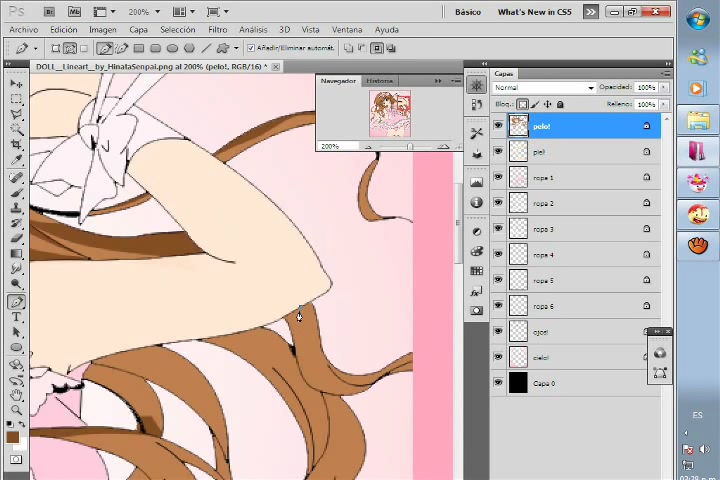 Ps Br Mb 200% Básico What's New in CS5 >>
Archivo Edición Imagen Capa Selección Filtro Análisis 3D Vista Ventana Ayuda
Añadir/Eliminar automát.
DOLL__Lineart__by_HinataSenpai.png al 200% (pelo!, RGB/16) *
Navegador Historia
200%
Capas
Normal Opacidad: 100%
Bloq.: Relleno: 100%
pelo!
piel!
ropa 1
ropa 2
ropa 3
ropa 4
ropa 5
ropa 6
ojos!
cielo!
Capa 0
ES